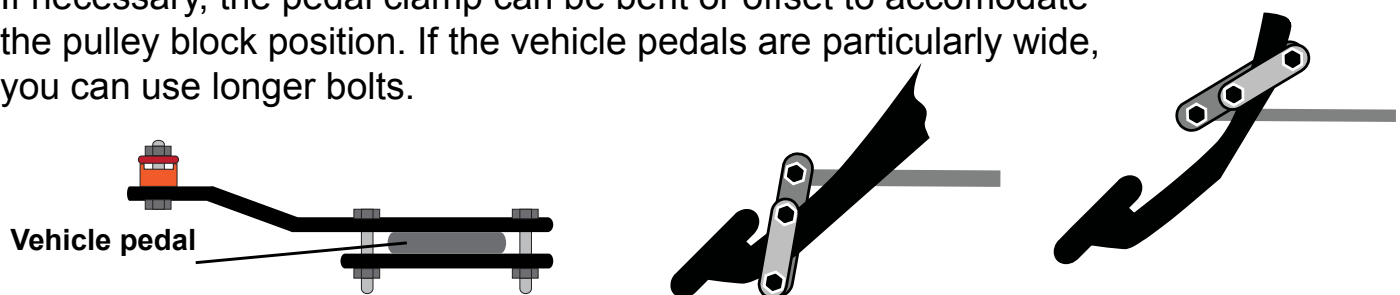 If necessary, the pedal clamp can be bent or offset to accomodate
the pulley block position. If the vehicle pedals are particularly wide,
you can use longer bolts.
Vehicle pedal